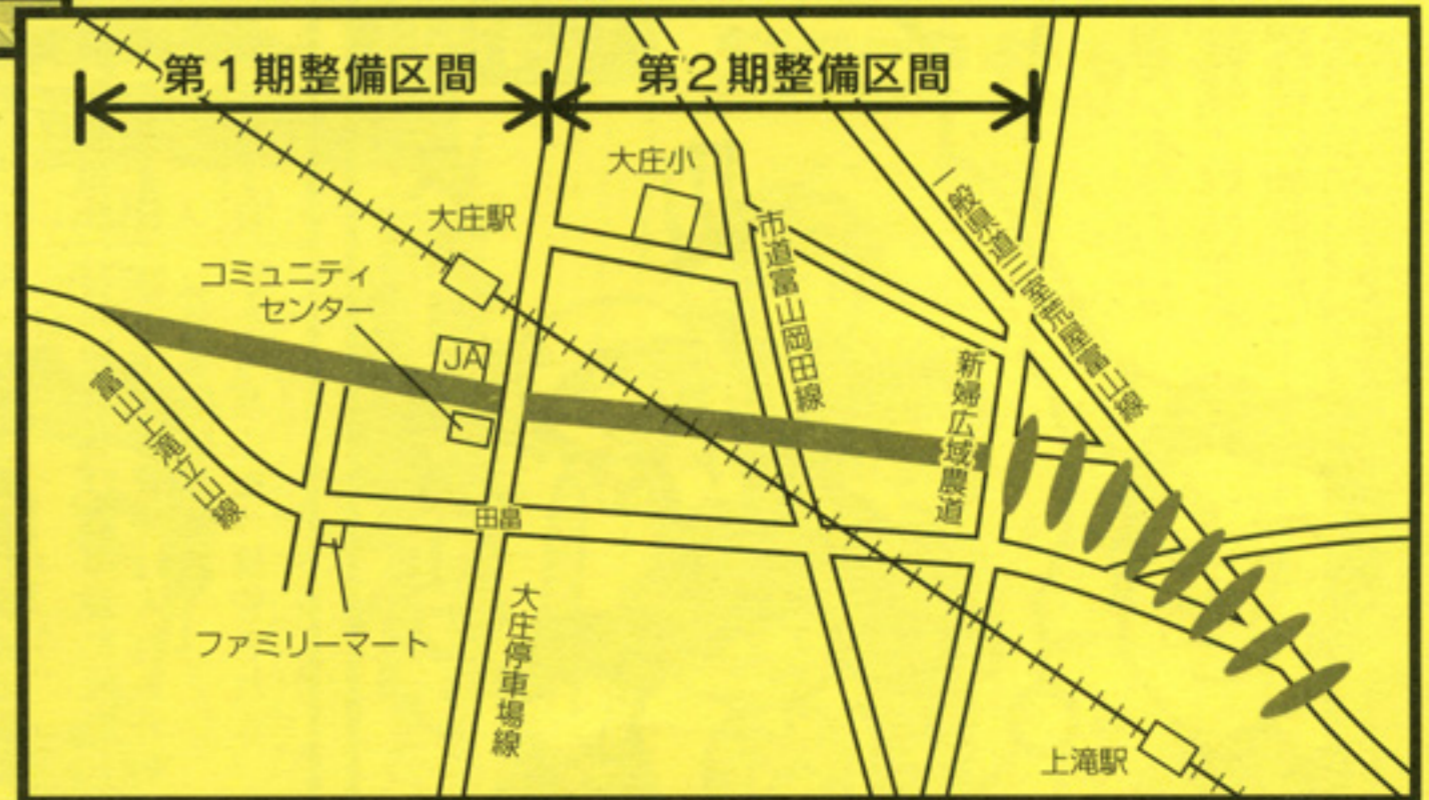 第1期整備区間
第2期整備区間
大庄小
大庄駅
コミュニティ
センター
JA
市道富山岡田線
一般県道三室荒屋富山線
新婦広域農道
富山上滝立山線
田畠
ファミリーマート
大庄停車場線
上滝駅